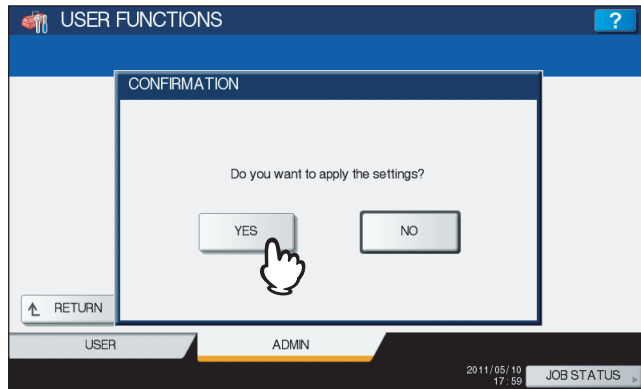 USER FUNCTIONS
?
CONFIRMATION
Do you want to apply the settings?
YES
NO
RETURN
USER
ADMIN
2011/05/10
17:59
JOB STATUS